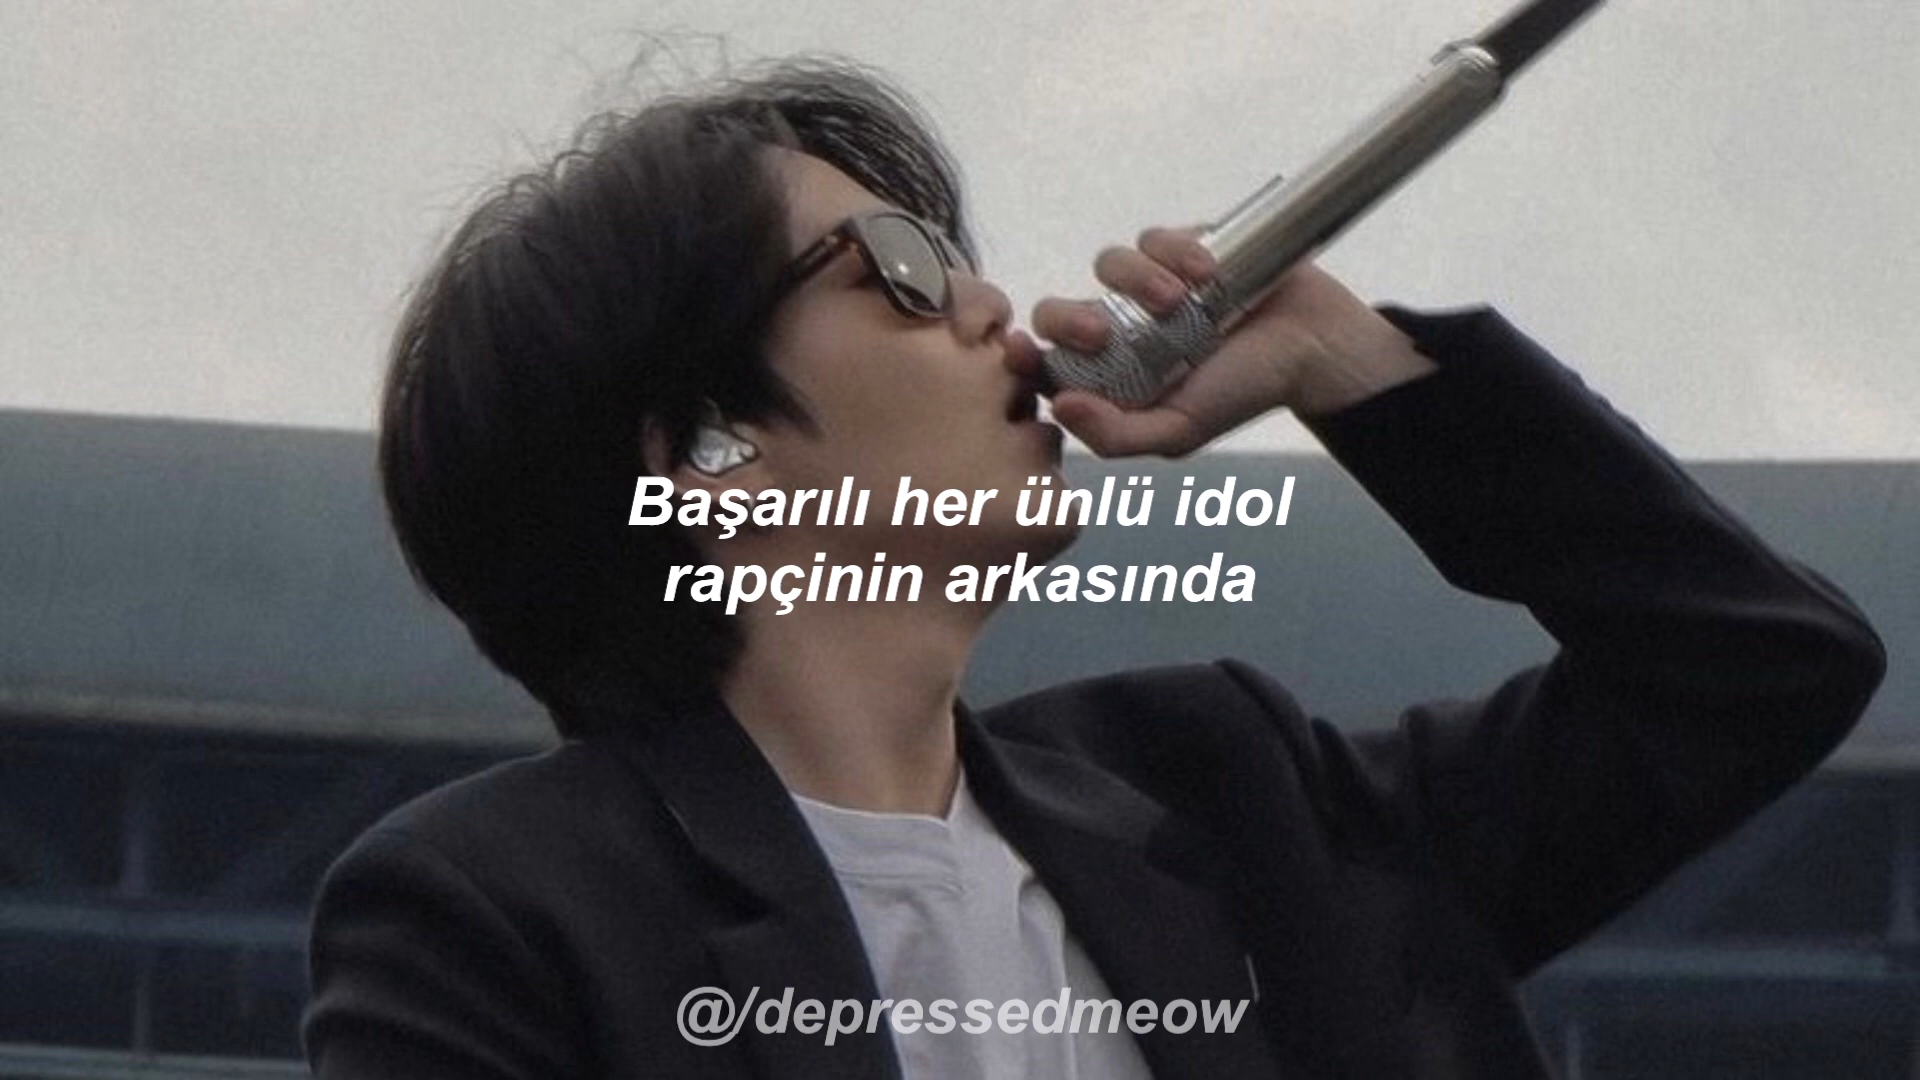 Başarılı her ünlü idol
rapçinin arkasında
@/depressedmeow